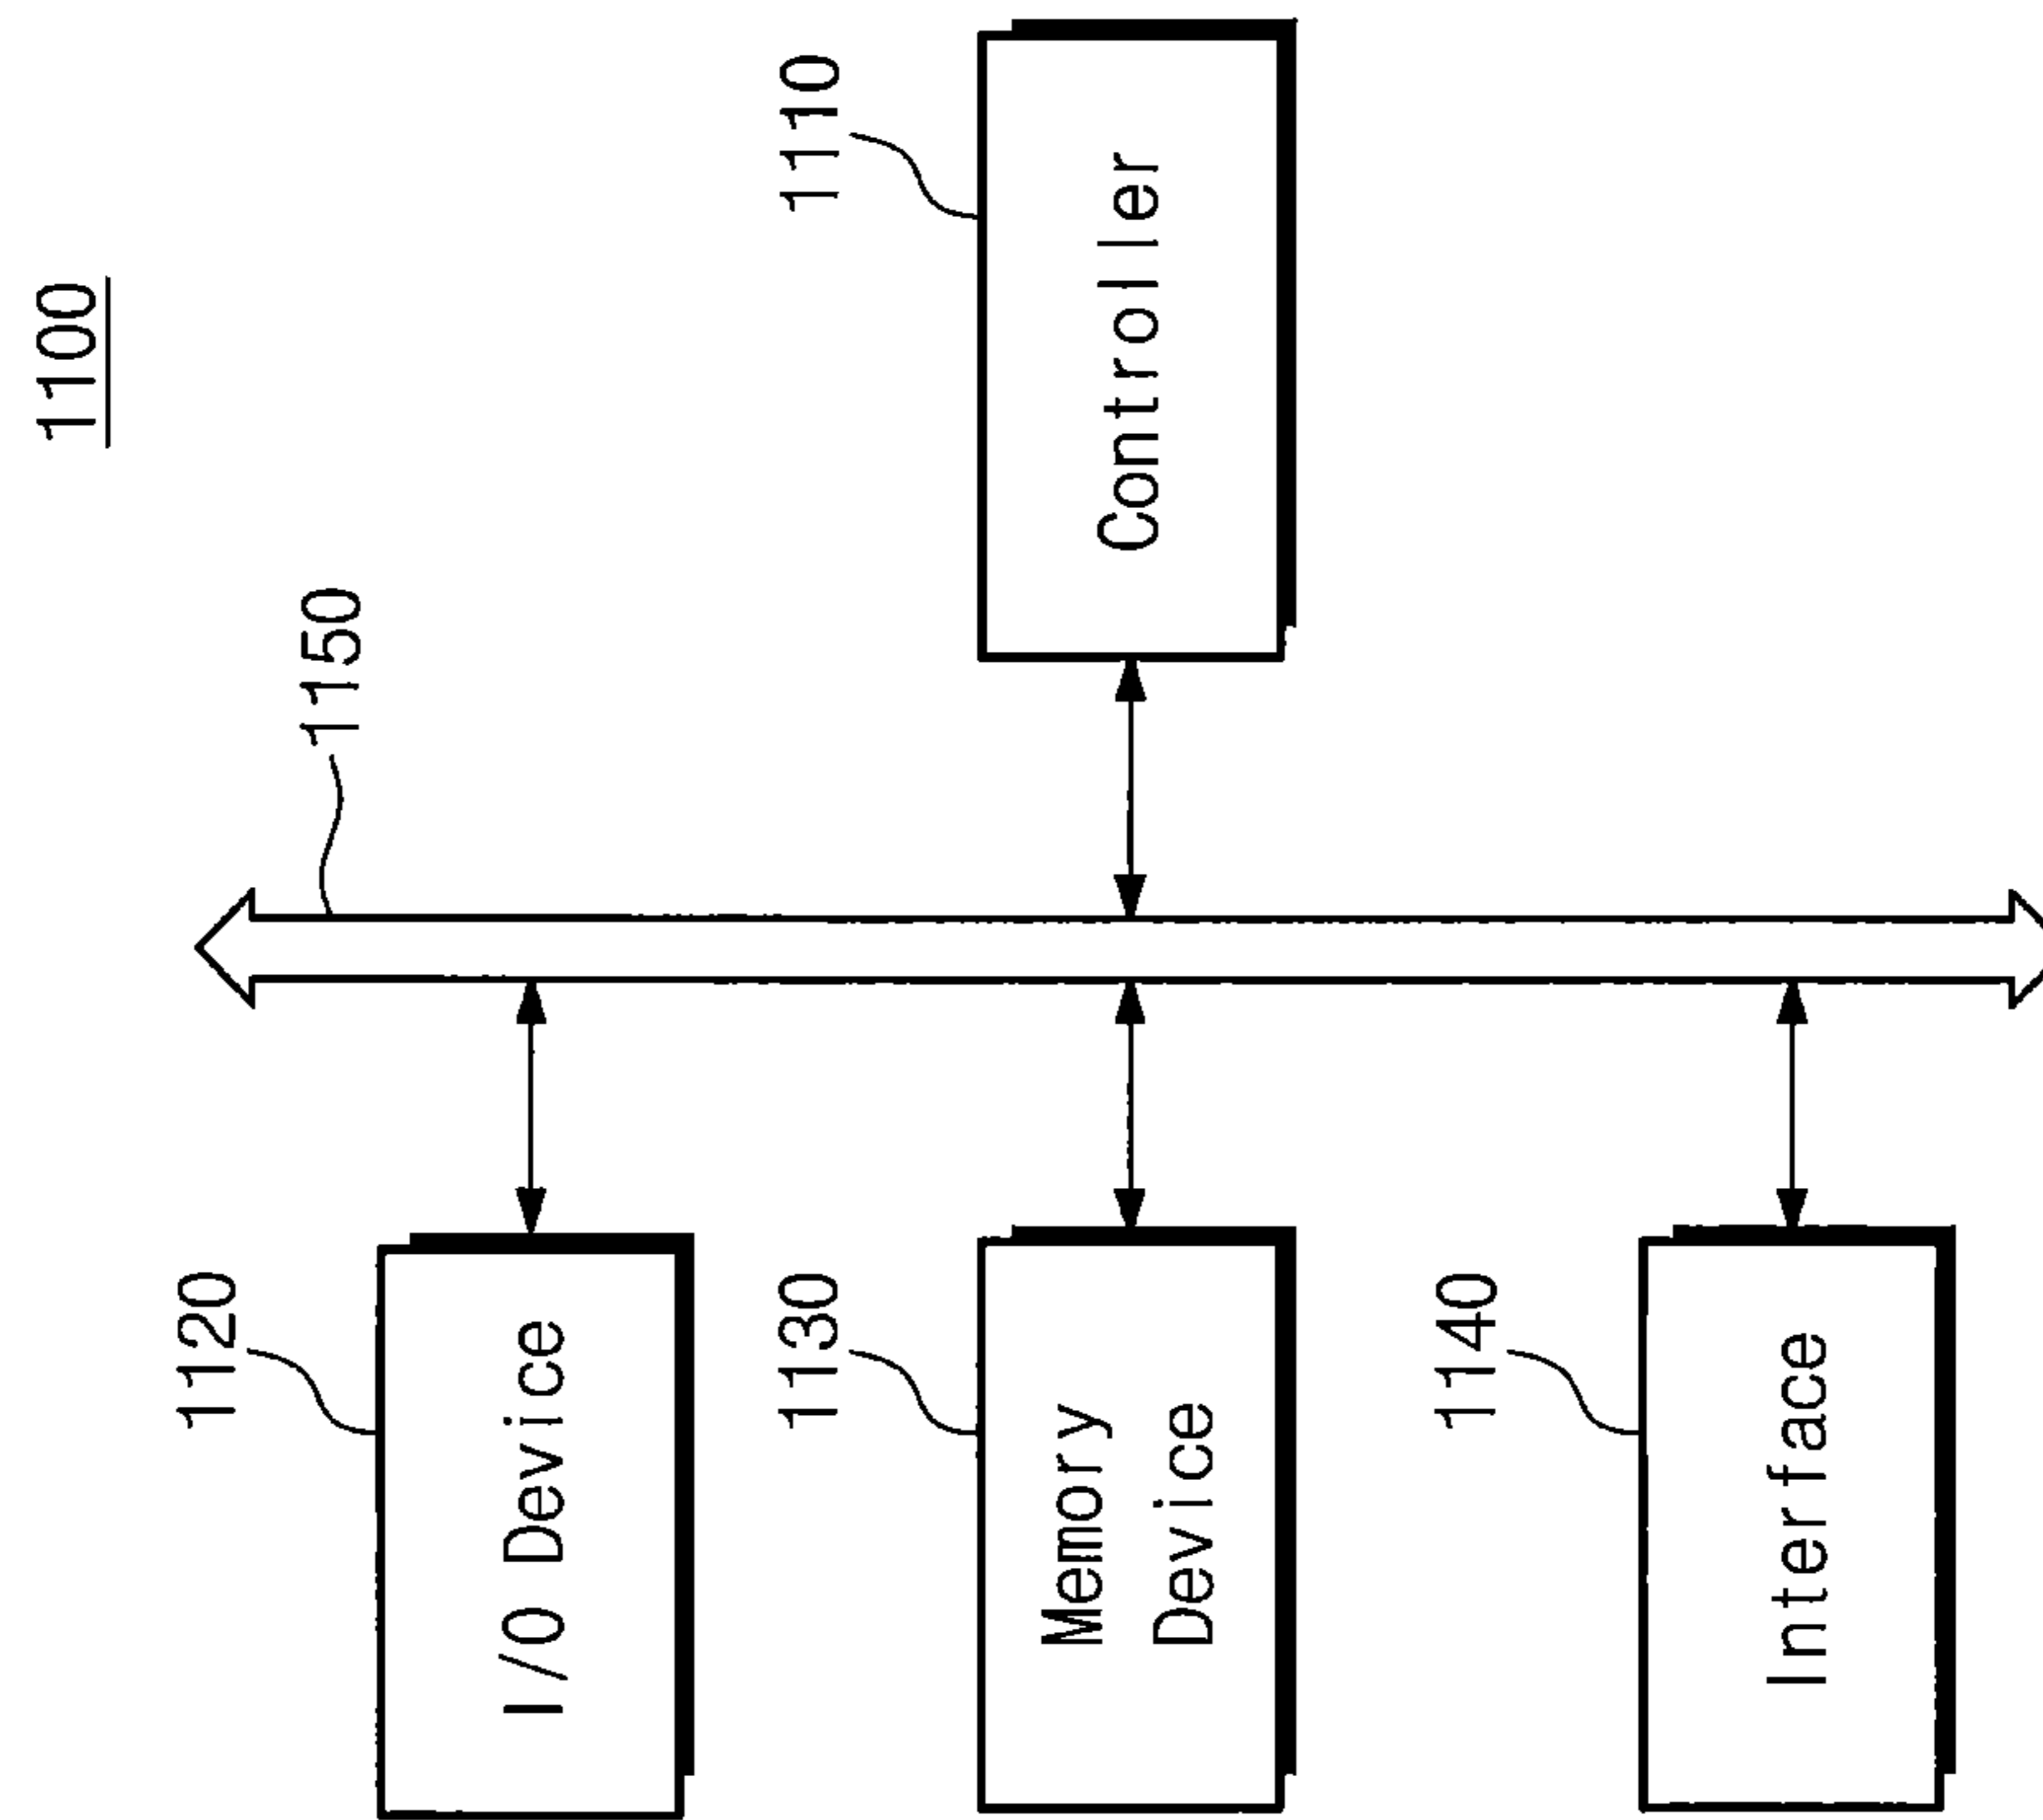 1100
1150
1110
Controller
1120
I/O Device
1130
Memory
Device
1140
Interface